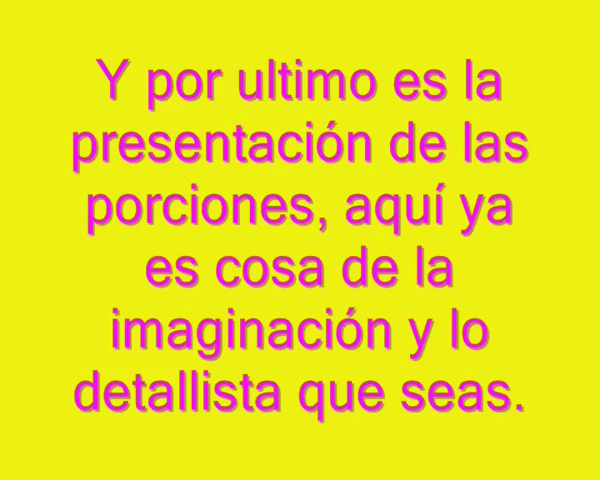 Y por ultimo es la
presentación de las
porciones, aquí ya
es cosa de la
imaginación y lo
detallista que seas.